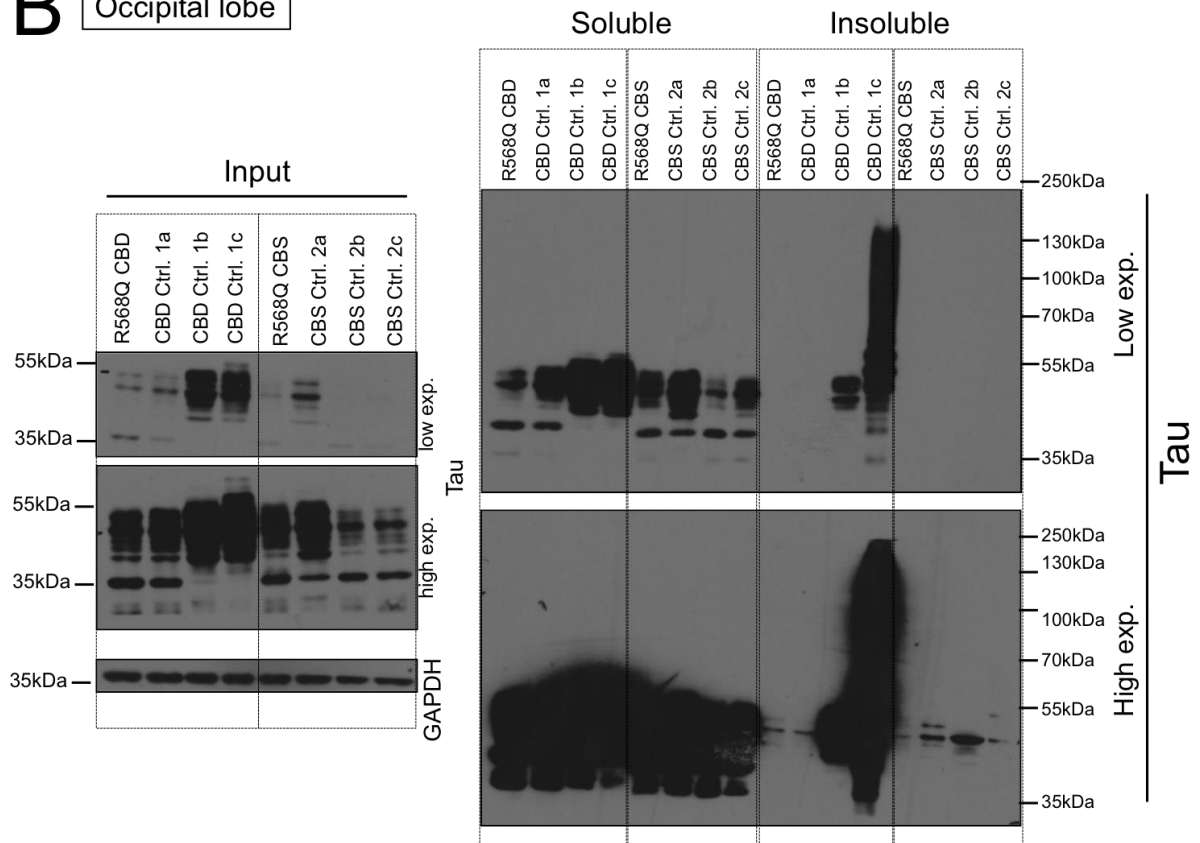 B
Occipital lobe
Input
R568Q CBD
CBD Ctrl. 1a
CBD Ctrl. 1b
CBD Ctrl. 1c
R568Q CBS
CBS Ctrl. 2a
CBS Ctrl. 2b
CBS Ctrl. 2c
55kDa
35kDa
low exp.
55kDa
35kDa
high exp.
Tau
35kDa
GAPDH
Soluble
Insoluble
R568Q CBD
CBD Ctrl. 1a
CBD Ctrl. 1b
CBD Ctrl. 1c
R568Q CBS
CBS Ctrl. 2a
CBS Ctrl. 2b
CBS Ctrl. 2c
R568Q CBD
CBD Ctrl. 1a
CBD Ctrl. 1b
CBD Ctrl. 1c
R568Q CBS
CBS Ctrl. 2a
CBS Ctrl. 2b
CBS Ctrl. 2c
250kDa
130kDa
100kDa
70kDa
55kDa
35kDa
Low exp.
250kDa
130kDa
100kDa
70kDa
55kDa
35kDa
High exp.
Tau